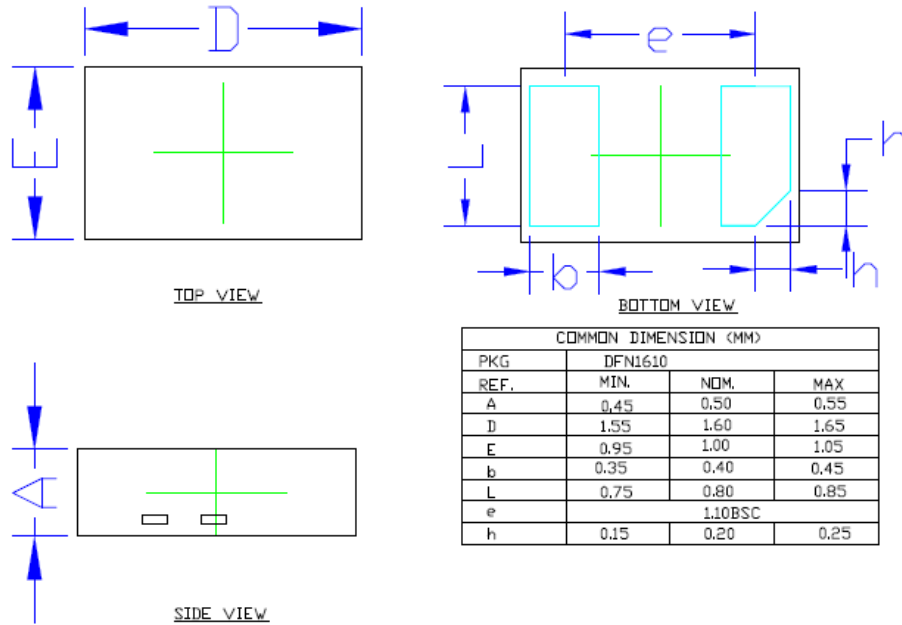 D
E
TOP VIEW
e
L
h
b
h
BOTTOM VIEW
A
SIDE VIEW
COMMON DIMENSION (MM)
PKG DFN1610
REF. MIN. NOM. MAX
A 0.45 0.50 0.55
D 1.55 1.60 1.65
E 0.95 1.00 1.05
b 0.35 0.40 0.45
L 0.75 0.80 0.85
e 1.10BSC
h 0.15 0.20 0.25